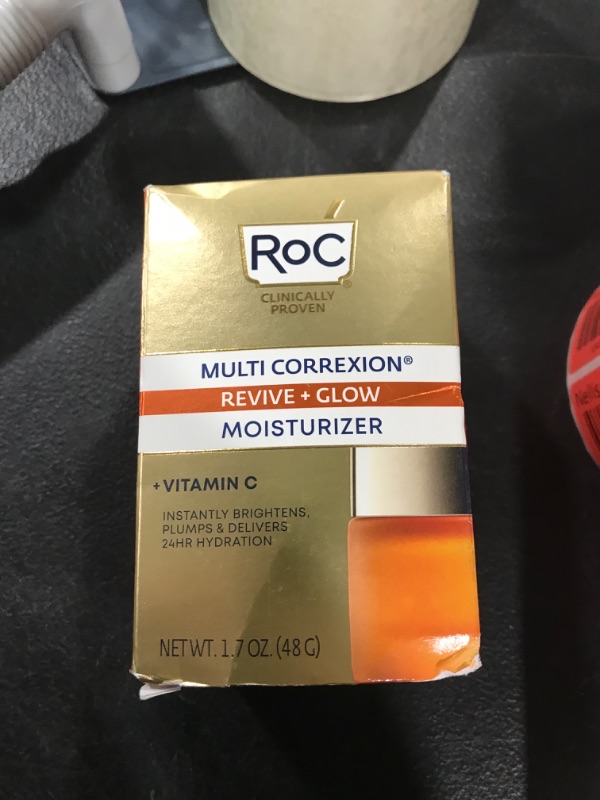 RoC
CLINICALLY
PROVEN
MULTI CORREXION®
REVIVE + GLOW
MOISTURIZER
+VITAMIN C
INSTANTLY BRIGHTENS,
PLUMPS & DELIVERS
24HR HYDRATION
NET WT. 1.7 OZ. (48 G)
Nellis